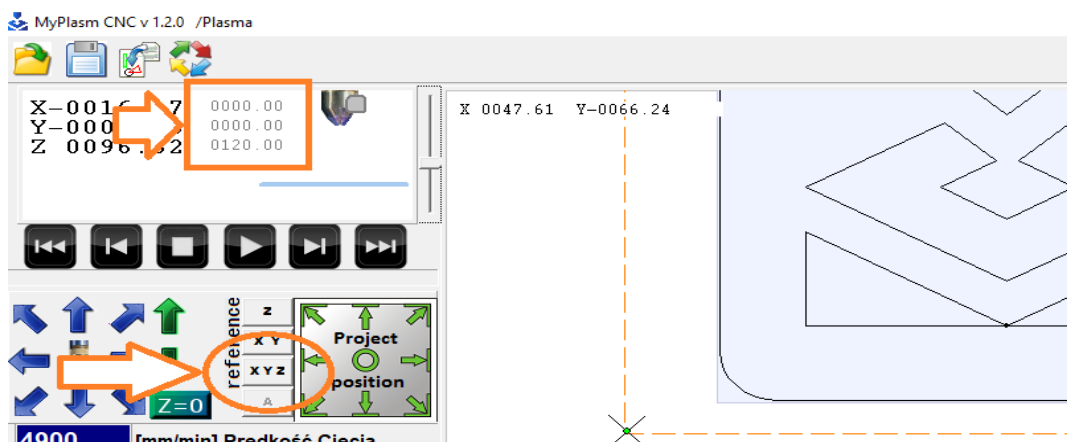 MyPlasm CNC v 1.2.0 /Plasma
0000.00
0000.00
Z 0096. 0120.00
X 0047.61 Y-0066.24
reference
Z
X Y
X Y Z
A
Project
position
Z=0
4900 [mm/min] Prędkość Cięcia